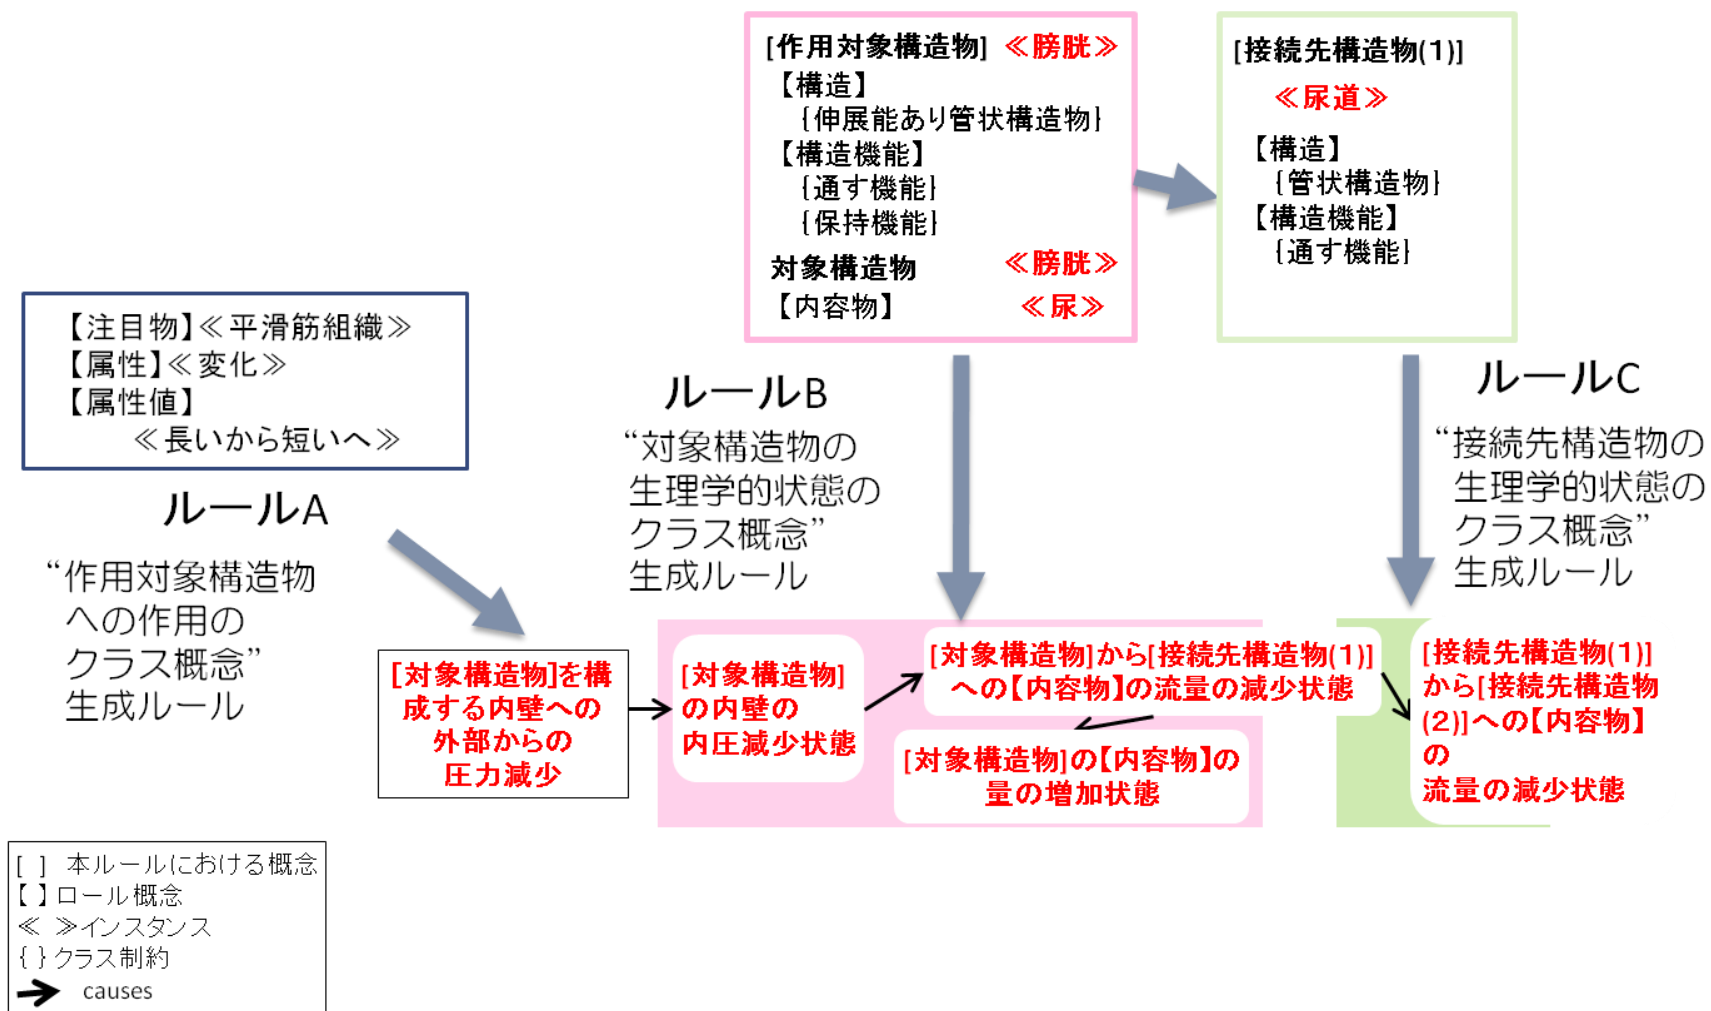 [作用対象構造物] ≪膀胱≫
【構造】
{伸展能あり管状構造物}
【構造機能】
{通す機能}
{保持機能}
対象構造物 ≪膀胱≫
【内容物】 ≪尿≫
[接続先構造物(1)]
≪尿道≫
【構造】
{管状構造物}
【構造機能】
{通す機能}
【注目物】≪平滑筋組織≫
【属性】≪変化≫
【属性値】
≪長いから短いへ≫
ルールA
“作用対象構造物
への作用の
クラス概念”
生成ルール
ルールB
“対象構造物の
生理学的状態の
クラス概念”
生成ルール
ルールC
“接続先構造物の
生理学的状態の
クラス概念”
生成ルール
[対象構造物]を構
成する内壁への
外部からの
圧力減少
[対象構造物]
の内壁の
内圧減少状態
[対象構造物]から[接続先構造物(1)]
への【内容物】の流量の減少状態
[対象構造物]の【内容物】の
量の増加状態
[接続先構造物(1)]
から[接続先構造物
(2)]への【内容物】
の
流量の減少状態
[ ] 本ルールにおける概念
【 】ロール概念
≪ ≫インスタンス
{ }クラス制約
causes